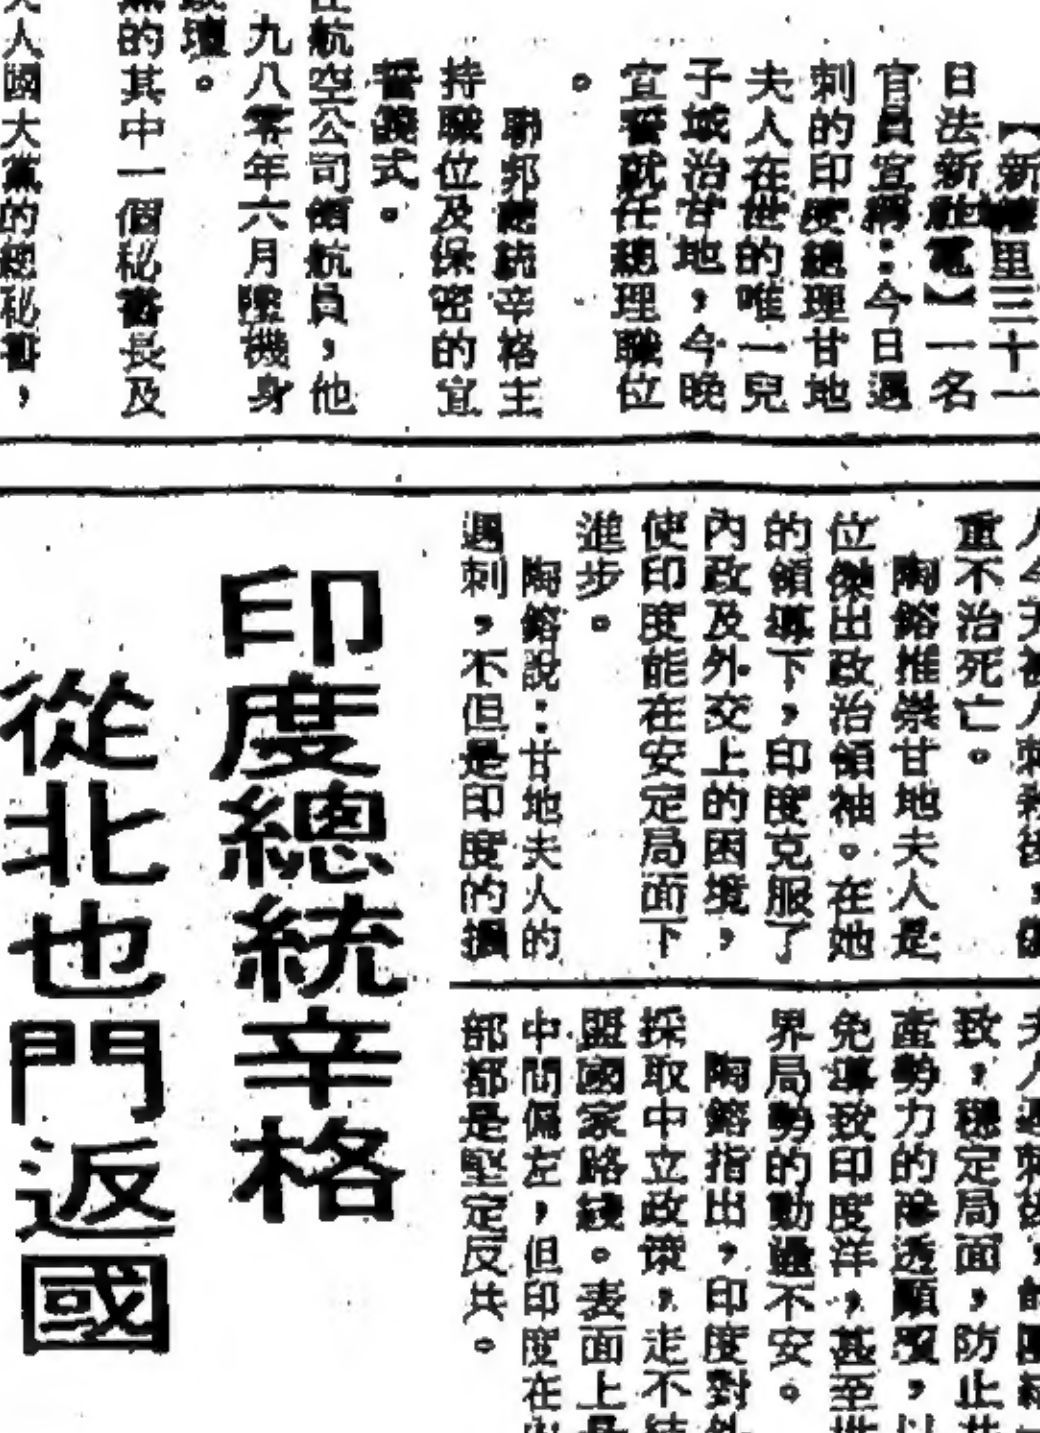 【新德里三十一
日法新社電】一名
官員宣稱：今日遇
刺的印度總理甘地
夫人在世的唯一兒
子域治甘地，今晚
宣誓就任總理職位
。
聯邦總統辛格主
持職位及保密的宣
誓儀式。
航空公司領航員，他
九八零年六月墮機身
壇。
的其中一個秘書長及
人國大黨的總秘書，
重不治死亡。
陶鎔推崇甘地夫人是
位傑出政治領袖。在她
的領導下，印度克服了
內政及外交上的困境，
使印度能在安定局面下
進步。
陶鎔說：甘地夫人的
遇刺，不但是印度的損
致，穩定局面，防止共
產勢力的滲透顛覆，以
免導致印度洋，甚至世
界局勢的動盪不安。
陶鎔指出，印度對外
採取中立政策，走不結
盟國家路綫。表面上是
中間偏左，但印度在
部都是堅定反共。
印度總統辛格
從北也門返國